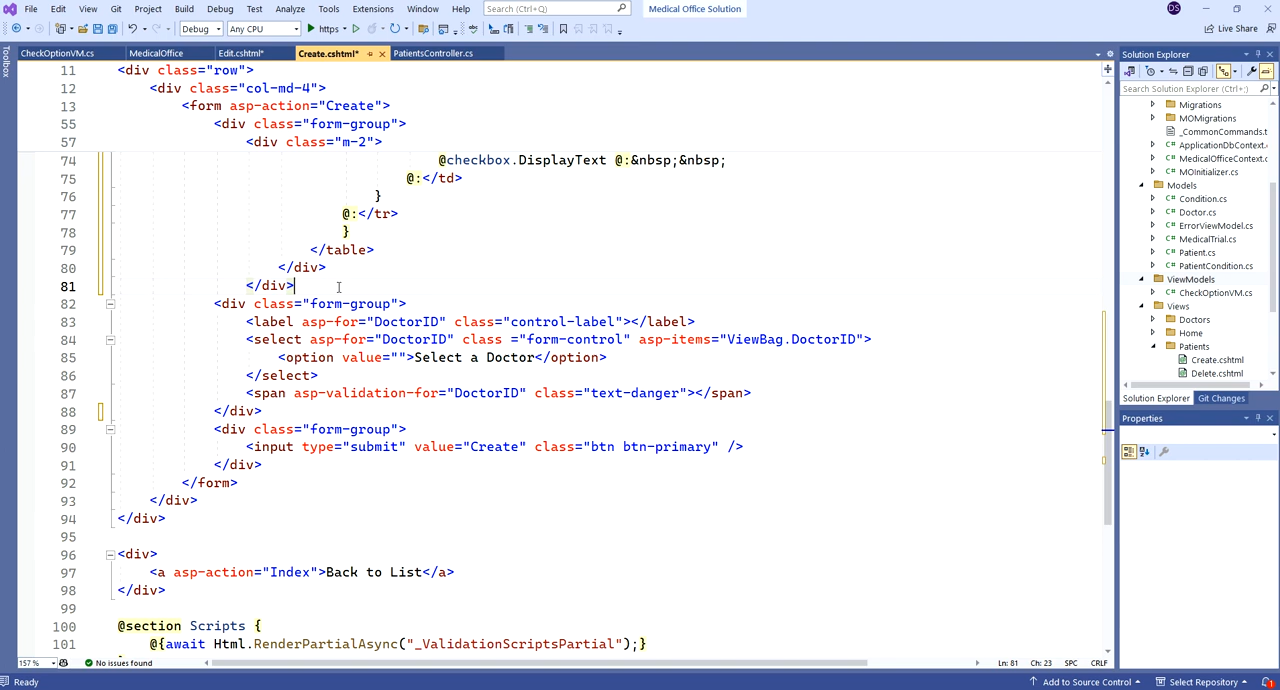 File Edit View Git Project Build Debug Test Analyze Tools Extensions Window Help Search (Ctrl+Q) Medical Office Solution DS
Debug Any CPU https Live Share
Toolbox
CheckOptionVM.cs MedicalOffice Edit.cshtml* Create.cshtml* PatientsController.cs
11 <div class="row">
12 <div class="col-md-4">
13 <form asp-action="Create">
55 <div class="form-group">
57 <div class="m-2">
74 @checkbox.DisplayText @:&nbsp;&nbsp;
75 @:</td>
76 }
77 @:</tr>
78 }
79 </table>
80 </div>
81 </div>
82 <div class="form-group">
83 <label asp-for="DoctorID" class="control-label"></label>
84 <select asp-for="DoctorID" class ="form-control" asp-items="ViewBag.DoctorID">
85 <option value="">Select a Doctor</option>
86 </select>
87 <span asp-validation-for="DoctorID" class="text-danger"></span>
88 </div>
89 <div class="form-group">
90 <input type="submit" value="Create" class="btn btn-primary" />
91 </div>
92 </form>
93 </div>
94 </div>
95
96 <div>
97 <a asp-action="Index">Back to List</a>
98 </div>
99
100 @section Scripts {
101 @{await Html.RenderPartialAsync("_ValidationScriptsPartial");}
157 % No issues found Ln: 81 Ch: 23 SPC CRLF
Solution Explorer
Search Solution Explorer (Ctrl+;)
Migrations
MOMigrations
_CommonCommands.t
ApplicationDbContext.
MedicalOfficeContext.
MOInitializer.cs
Models
Condition.cs
Doctor.cs
ErrorViewModel.cs
MedicalTrial.cs
Patient.cs
PatientCondition.cs
ViewModels
CheckOptionVM.cs
Views
Doctors
Home
Patients
Create.cshtml
Delete.cshtml
Solution Explorer Git Changes
Properties
Ready Add to Source Control Select Repository 1